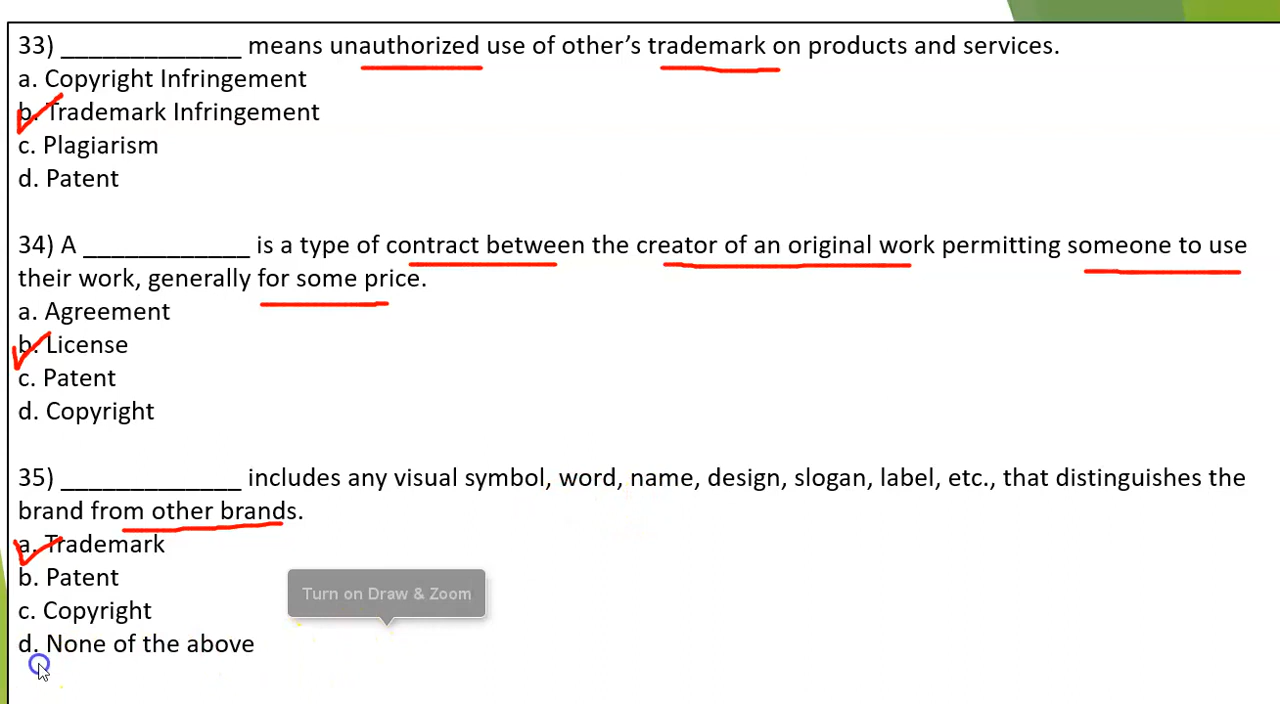 33) ______________ means unauthorized use of other’s trademark on products and services.
a. Copyright Infringement
b. Trademark Infringement
c. Plagiarism
d. Patent
34) A _____________ is a type of contract between the creator of an original work permitting someone to use
their work, generally for some price.
a. Agreement
b. License
c. Patent
d. Copyright
35) ______________ includes any visual symbol, word, name, design, slogan, label, etc., that distinguishes the
brand from other brands.
a. Trademark
b. Patent
Turn on Draw & Zoom
c. Copyright
d. None of the above